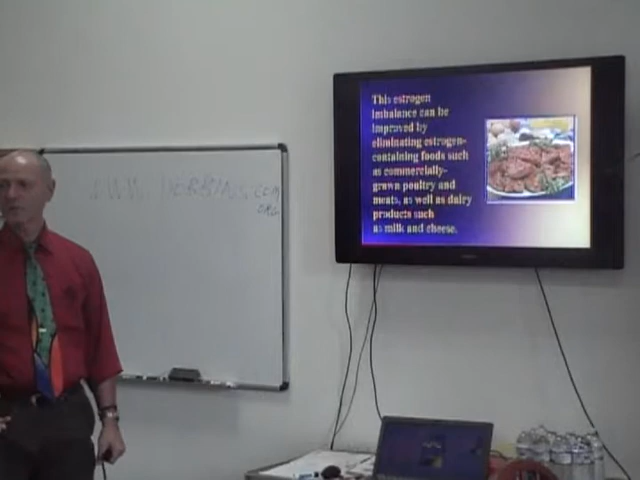 This estrogen
imbalance can be
improved by
eliminating estrogen-
containing foods such
as commercially-
grown poultry and
meats, as well as dairy
products such
as milk and cheese.